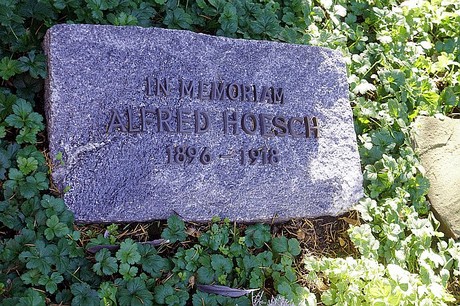 IN MEMORIAM
ALFRED HOESCH
1896 - 1918